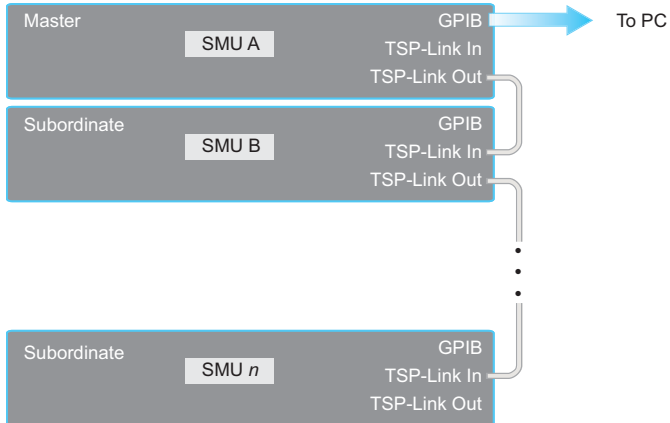 Master
SMU A
GPIB
To PC
TSP-Link In
TSP-Link Out
Subordinate
SMU B
GPIB
TSP-Link In
TSP-Link Out
Subordinate
SMU n
GPIB
TSP-Link In
TSP-Link Out